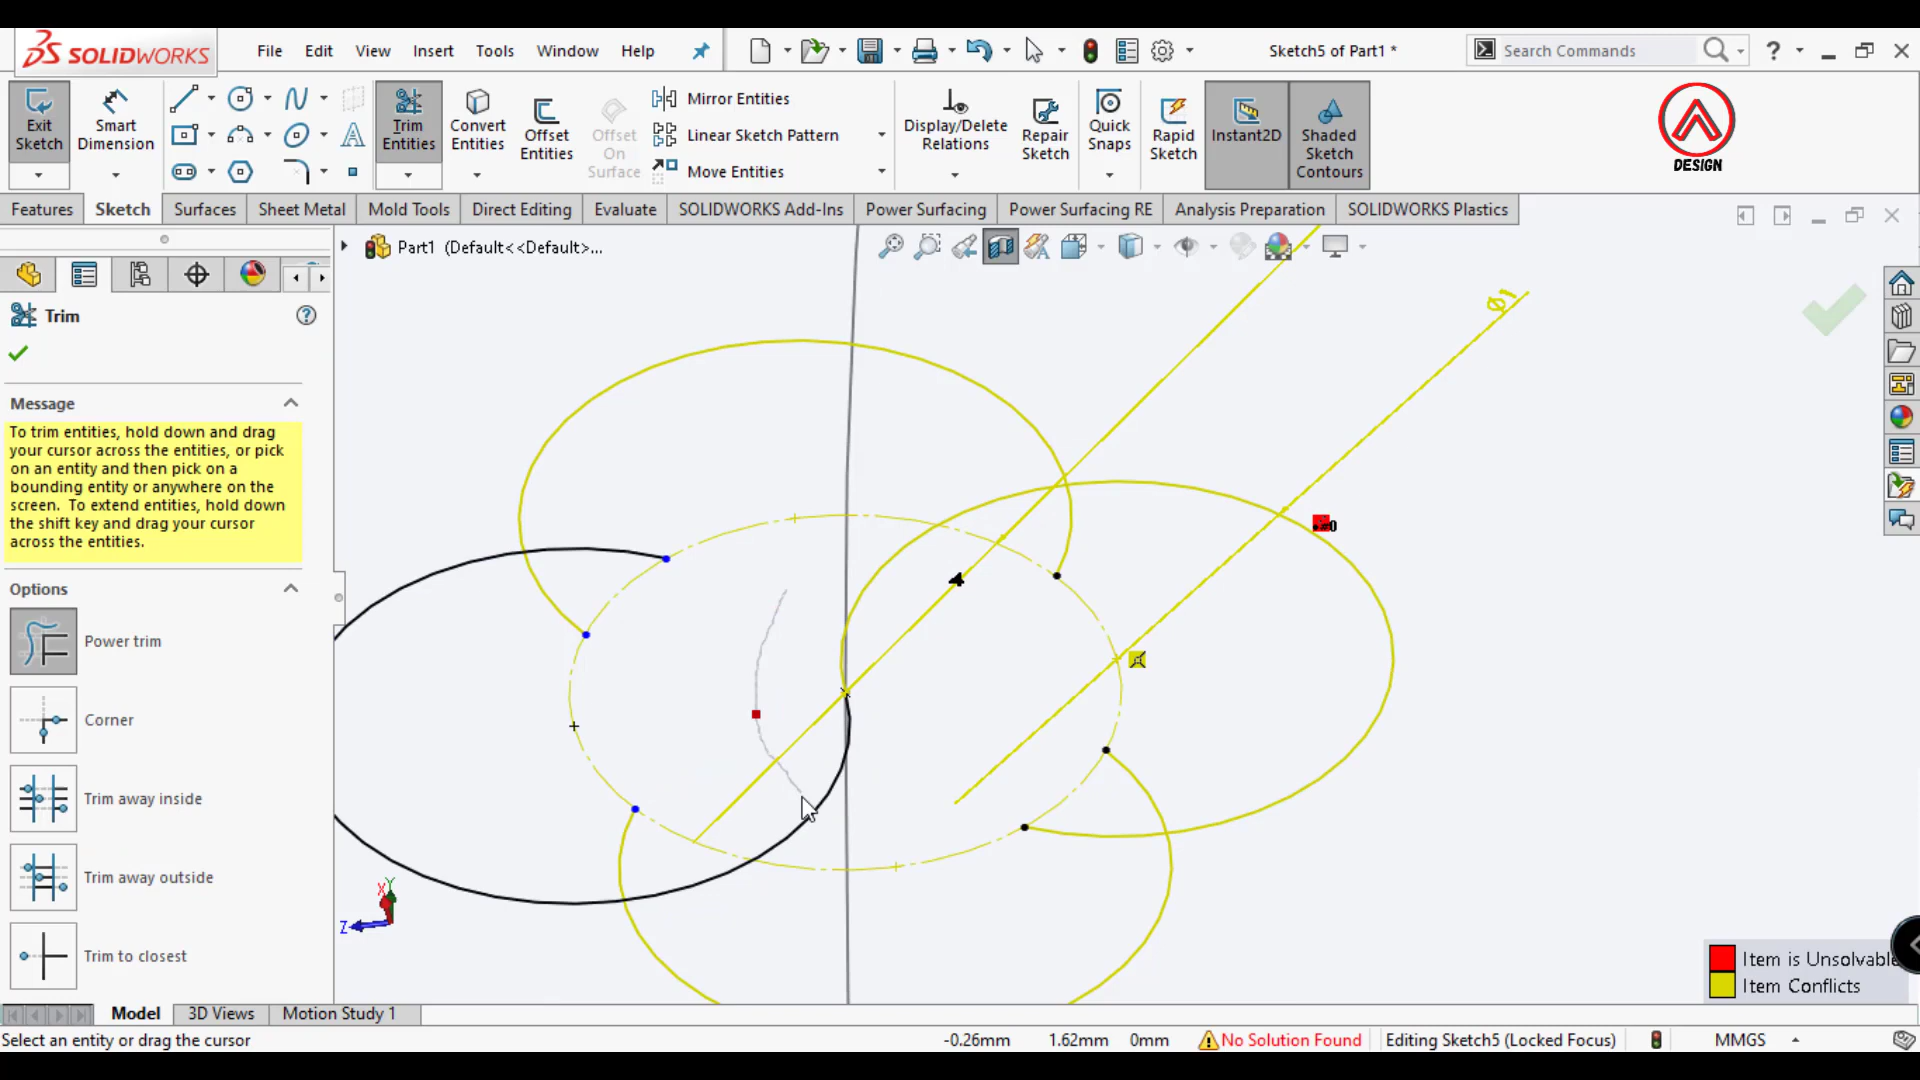 SOLIDWORKS
File Edit View Insert Tools Window Help
Sketch5 of Part1 *
Search Commands
?
Exit Sketch
Smart Dimension
Trim Entities
Convert Entities
Offset Entities
Offset On Surface
Mirror Entities
Linear Sketch Pattern
Move Entities
Display/Delete Relations
Repair Sketch
Quick Snaps
Rapid Sketch
Instant2D
Shaded Sketch Contours
DESIGN
Features Sketch Surfaces Sheet Metal Mold Tools Direct Editing Evaluate SOLIDWORKS Add-Ins Power Surfacing Power Surfacing RE Analysis Preparation SOLIDWORKS Plastics
Part1 (Default<<Default>...
Trim
Message
To trim entities, hold down and drag
your cursor across the entities, or pick
on an entity and then pick on a
bounding entity or anywhere on the
screen. To extend entities, hold down
the shift key and drag your cursor
across the entities.
Options
Power trim
Corner
Trim away inside
Trim away outside
Trim to closest
Ø1
0
4
X Y
Z
Item is Unsolvable
Item Conflicts
Model 3D Views Motion Study 1
Select an entity or drag the cursor
-0.26mm 1.62mm 0mm No Solution Found Editing Sketch5 (Locked Focus) MMGS